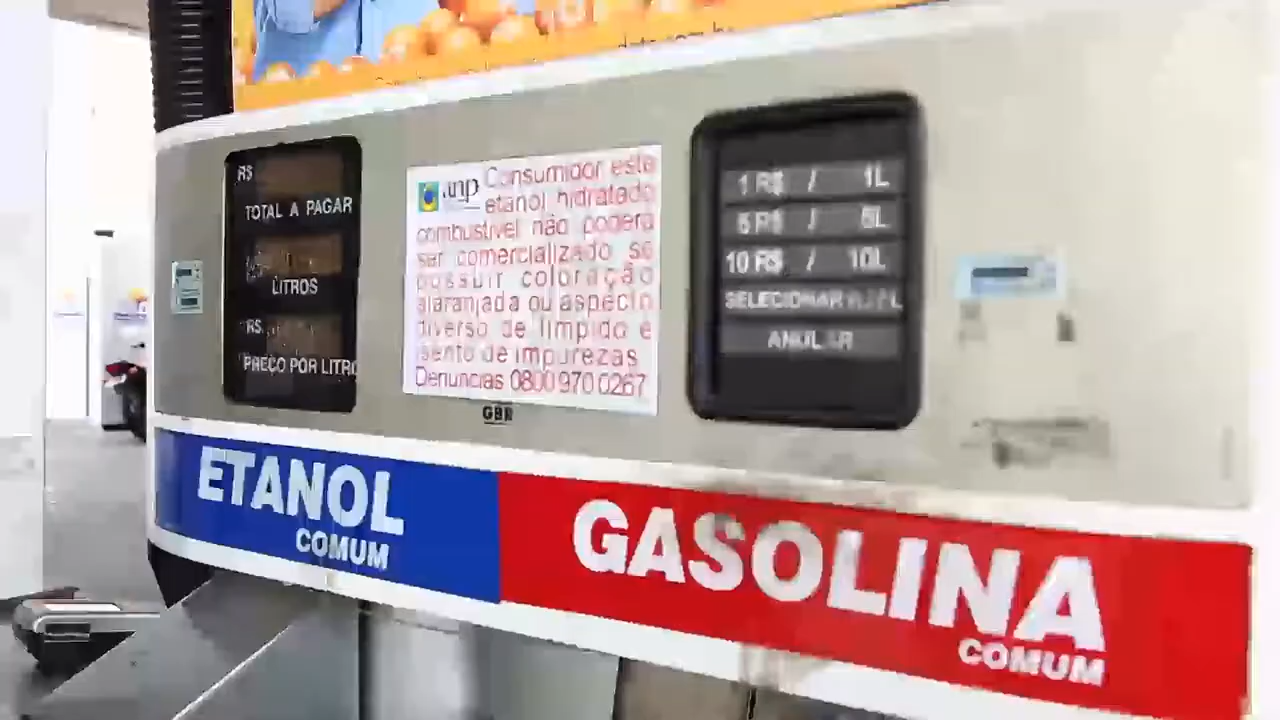 R$
TOTAL A PAGAR
LITROS
R$
PREÇO POR LITRO
anp Consumidor este
etanol hidratado
combustível não poderá
ser comercializado se
possuir coloração
alaranjada ou aspecto
diverso de límpido e
isento de impurezas
Denúncias 0800 970 0267
GBR
1 R$ / 1L
5 R$ / 5L
10 R$ / 10L
SELECIONAR
ANULAR
ETANOL
COMUM
GASOLINA
COMUM